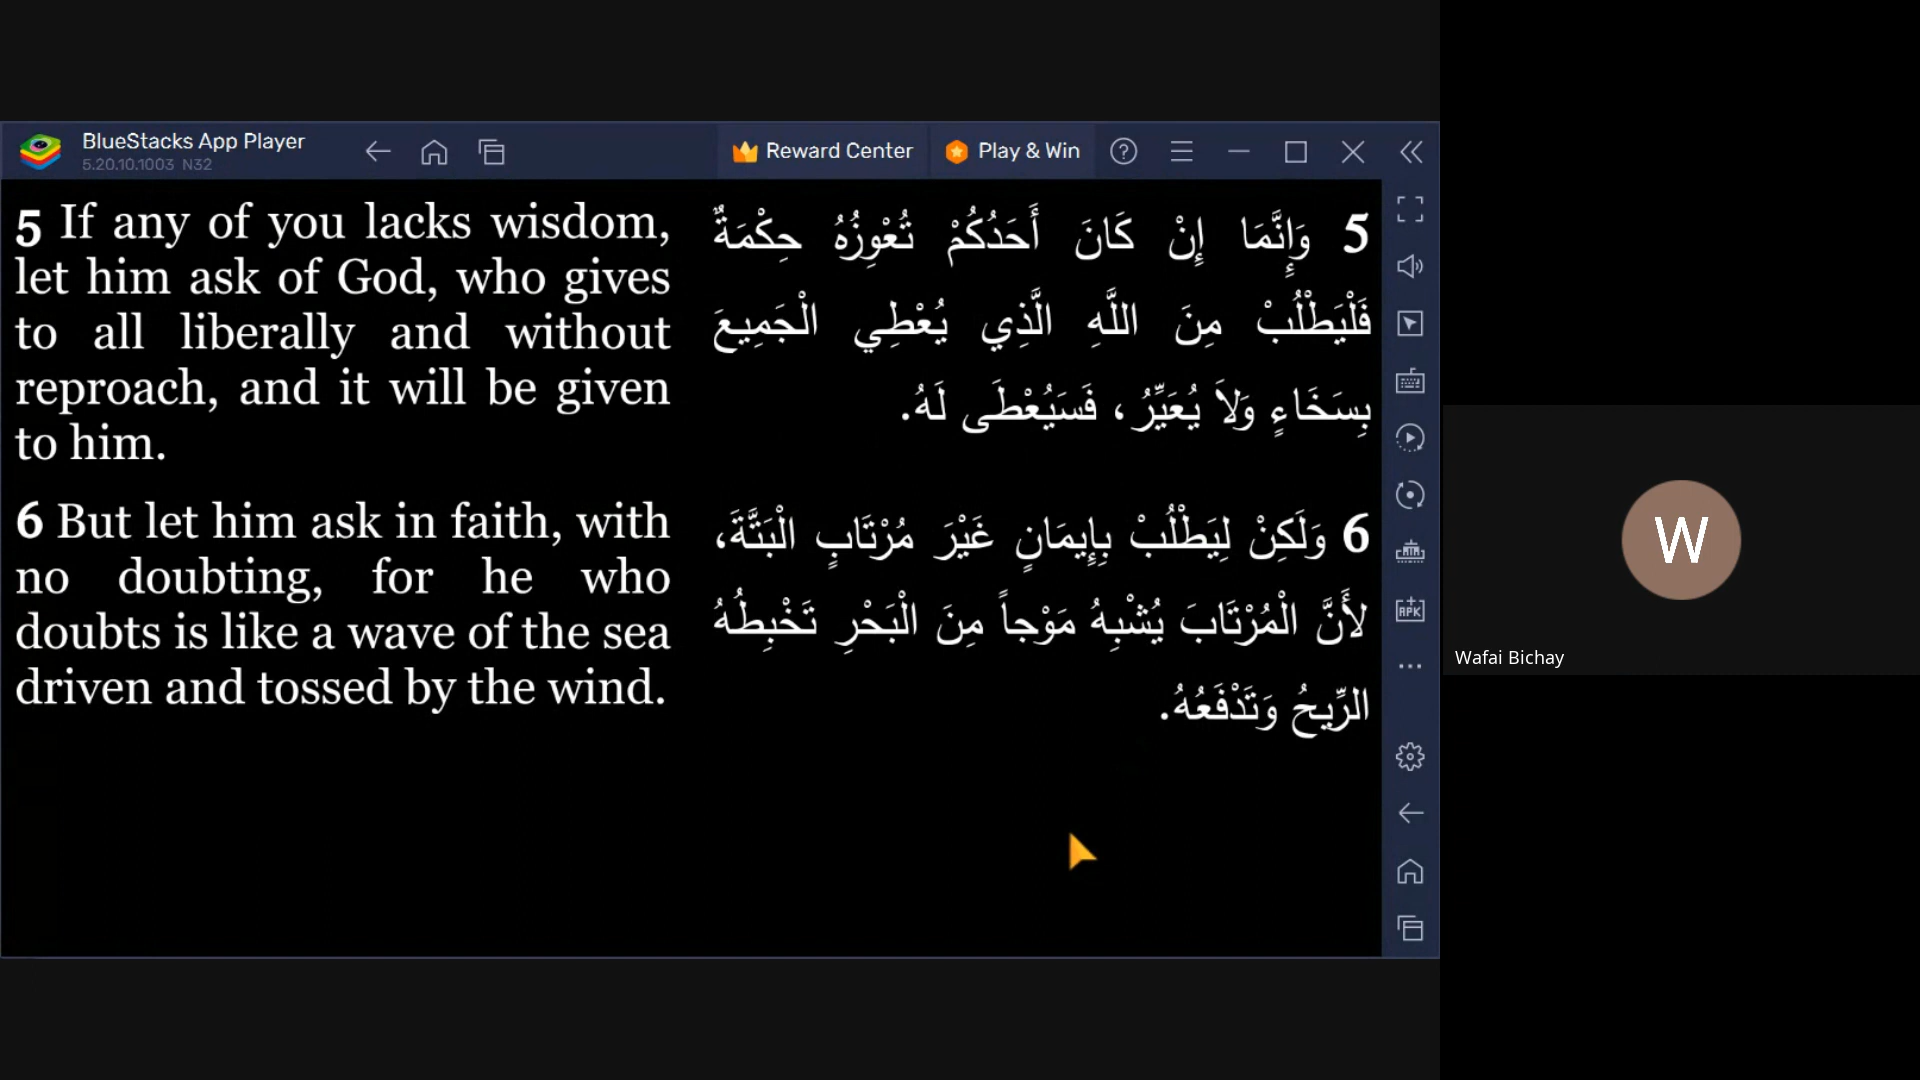 BlueStacks App Player
5.20.10.1003 N32
Reward Center
Play & Win
5 If any of you lacks wisdom,
let him ask of God, who gives
to all liberally and without
reproach, and it will be given
to him.
6 But let him ask in faith, with
no doubting, for he who
doubts is like a wave of the sea
driven and tossed by the wind.
5 وَإِنَّمَا إِنْ كَانَ أَحَدُكُمْ تُعْوِزُهُ حِكْمَةٌ
فَلْيَطْلُبْ مِنَ اللَّهِ الَّذِي يُعْطِي الْجَمِيعَ
بِسَخَاءٍ وَلاَ يُعَيِّرُ، فَسَيُعْطَى لَهُ.
6 وَلَكِنْ لِيَطْلُبْ بِإِيمَانٍ غَيْرَ مُرْتَابٍ الْبَتَّةَ،
لأَنَّ الْمُرْتَابَ يُشْبِهُ مَوْجاً مِنَ الْبَحْرِ تَخْبِطُهُ
الرِّيحُ وَتَدْفَعُهُ.
APK
W
Wafai Bichay